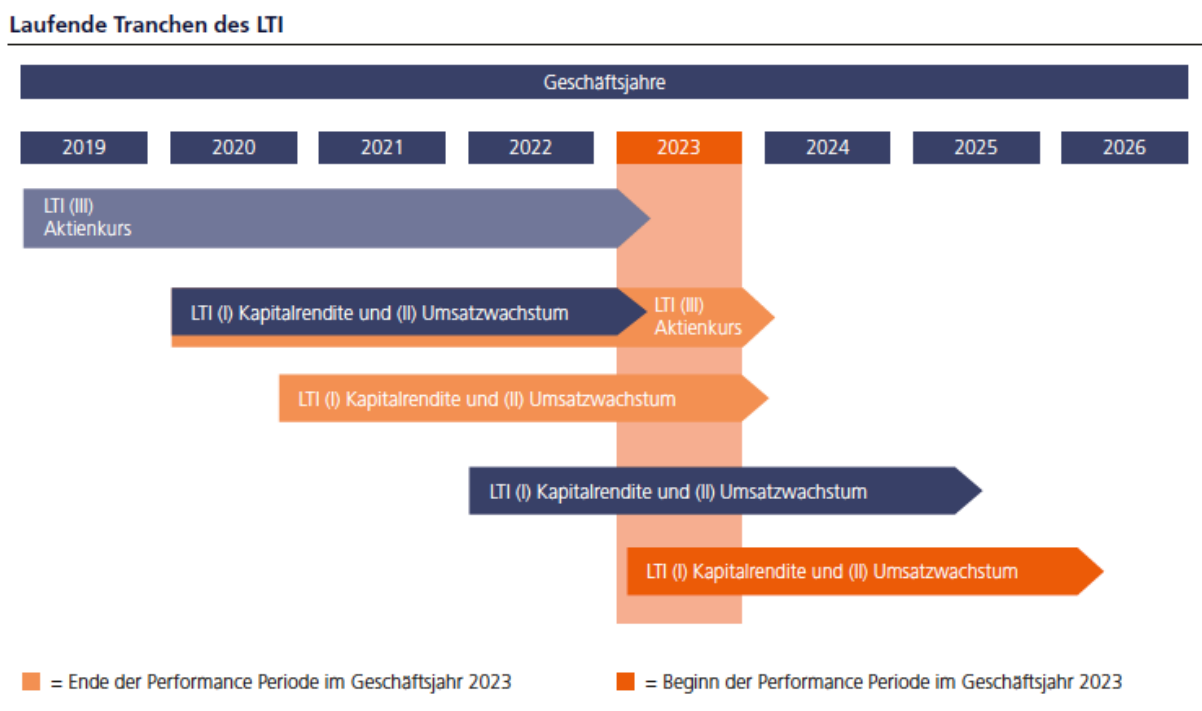 Laufende Tranchen des LTI
Geschäftsjahre
2019 2020 2021 2022 2023 2024 2025 2026
LTI (III)
Aktienkurs
LTI (I) Kapitalrendite und (II) Umsatzwachstum
LTI (III)
Aktienkurs
LTI (I) Kapitalrendite und (II) Umsatzwachstum
LTI (I) Kapitalrendite und (II) Umsatzwachstum
LTI (I) Kapitalrendite und (II) Umsatzwachstum
= Ende der Performance Periode im Geschäftsjahr 2023
= Beginn der Performance Periode im Geschäftsjahr 2023